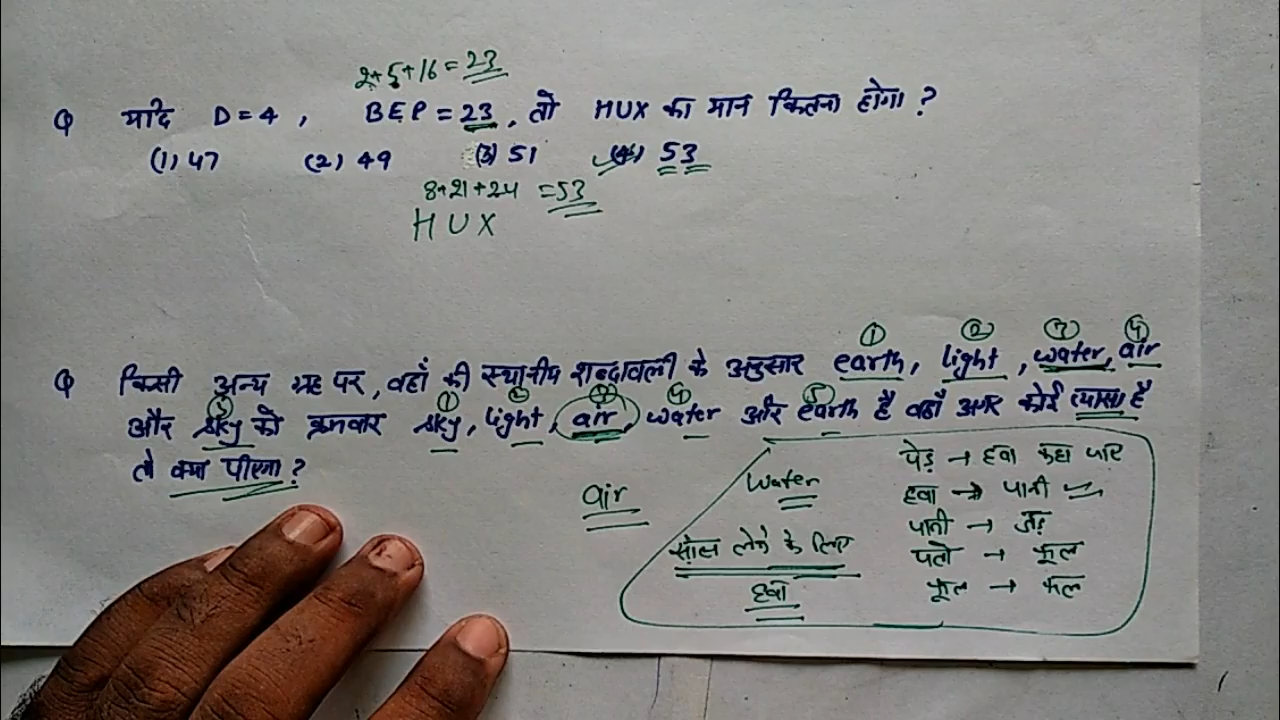 2+5+16=23
Q यदि D=4, BEP=23, तो HUX का मान कितना होगा?
(1) 47 (2) 49 (3) 51 (4) 53
8+21+24=53
HUX
① ② ③ ④
Q किसी अन्य ग्रह पर, वहाँ की स्थानीय शब्दावली के अनुसार earth, light, water, air
⑤ ① ② ③ ④ ⑤
और sky को क्रमवार sky, light, air, water और earth है वहाँ अगर कोई प्यासा है
तो क्या पीएगा?
air
water
साँस लेने के लिए
हवा
पेड़ → हवा कहा जाए
हवा → पानी
पानी → जड़
पत्ते → फूल
फूल → फल